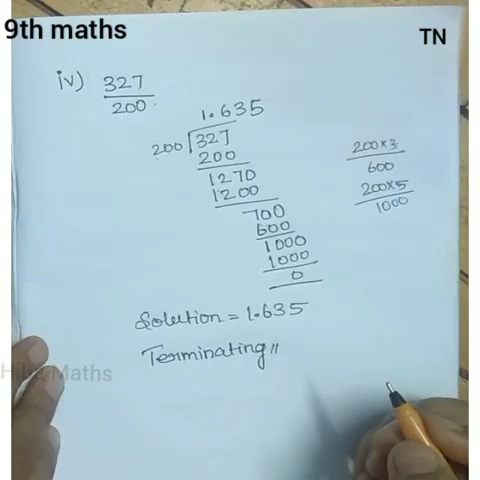 9th maths
TN
iv) 327
200
1.635
200 327
200
1270
1200
700
600
1000
1000
0
200×3
600
200×5
1000
Solution = 1.635
Terminating //
Maths